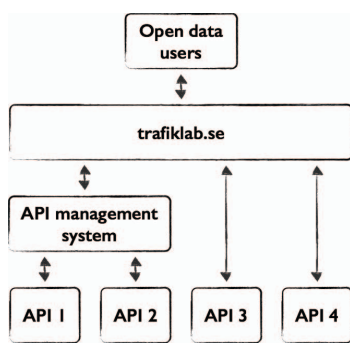 Open data
users
trafiklab.se
API management
system
API 1
API 2
API 3
API 4